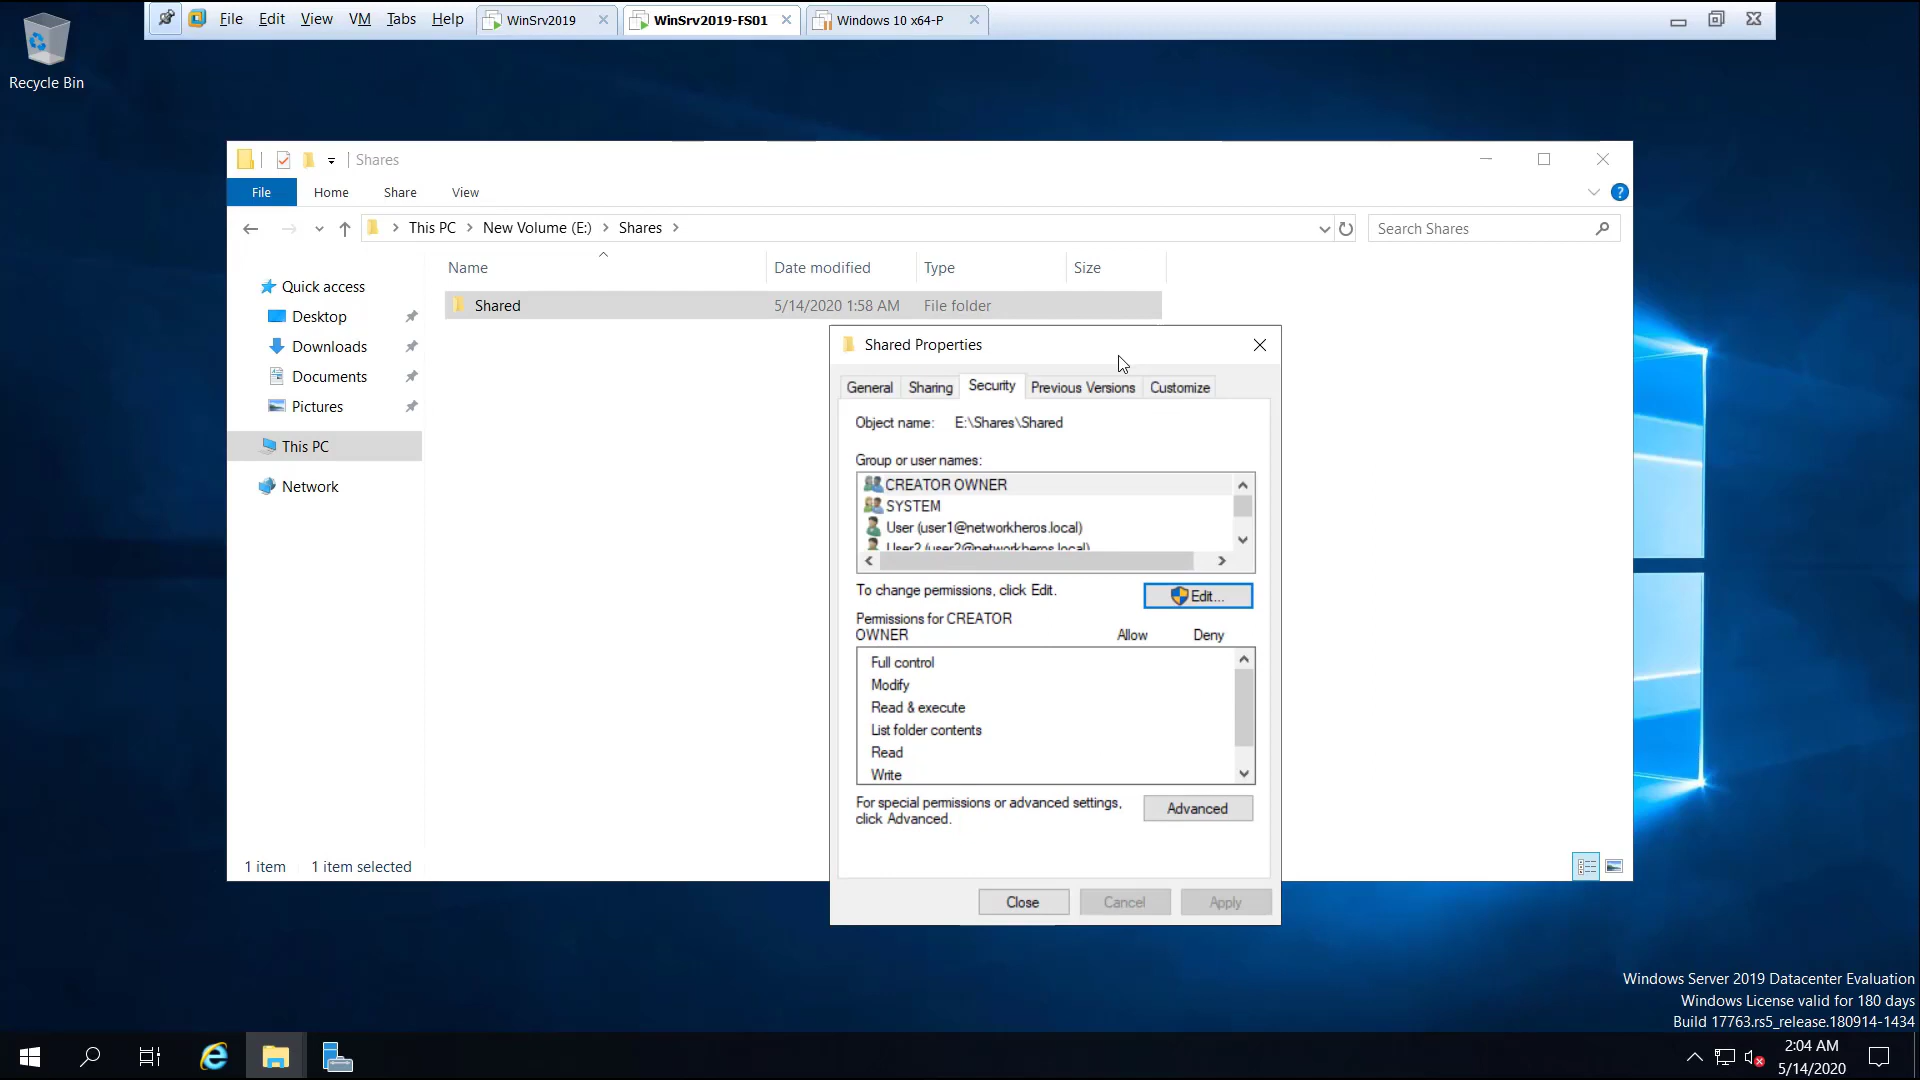 File Edit View VM Tabs Help WinSrv2019 WinSrv2019-FS01 Windows 10 x64-P
Recycle Bin
Shares
File Home Share View
This PC New Volume (E:) Shares
Search Shares
Name Date modified Type Size
Quick access
Shared 5/14/2020 1:58 AM File folder
Desktop
Downloads
Documents
Pictures
This PC
Network
Shared Properties
General Sharing Security Previous Versions Customize
Object name: E:\Shares\Shared
Group or user names:
CREATOR OWNER
SYSTEM
User (user1@networkheros.local)
User2 (user2@networkheros.local)
To change permissions, click Edit.
Edit...
Permissions for CREATOR
OWNER Allow Deny
Full control
Modify
Read & execute
List folder contents
Read
Write
For special permissions or advanced settings,
click Advanced.
Advanced
Close Cancel Apply
1 item 1 item selected
Windows Server 2019 Datacenter Evaluation
Windows License valid for 180 days
Build 17763.rs5_release.180914-1434
2:04 AM
5/14/2020